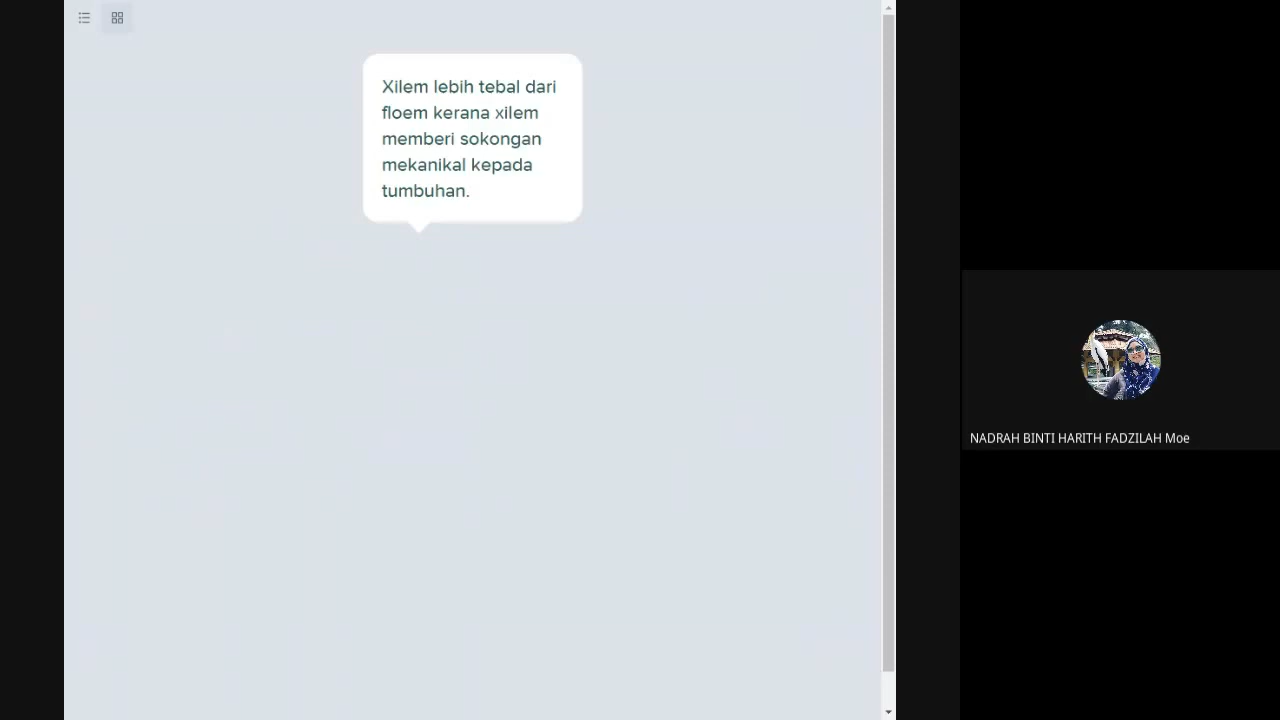 Xilem lebih tebal dari
floem kerana xilem
memberi sokongan
mekanikal kepada
tumbuhan.
NADRAH BINTI HARITH FADZILAH Moe